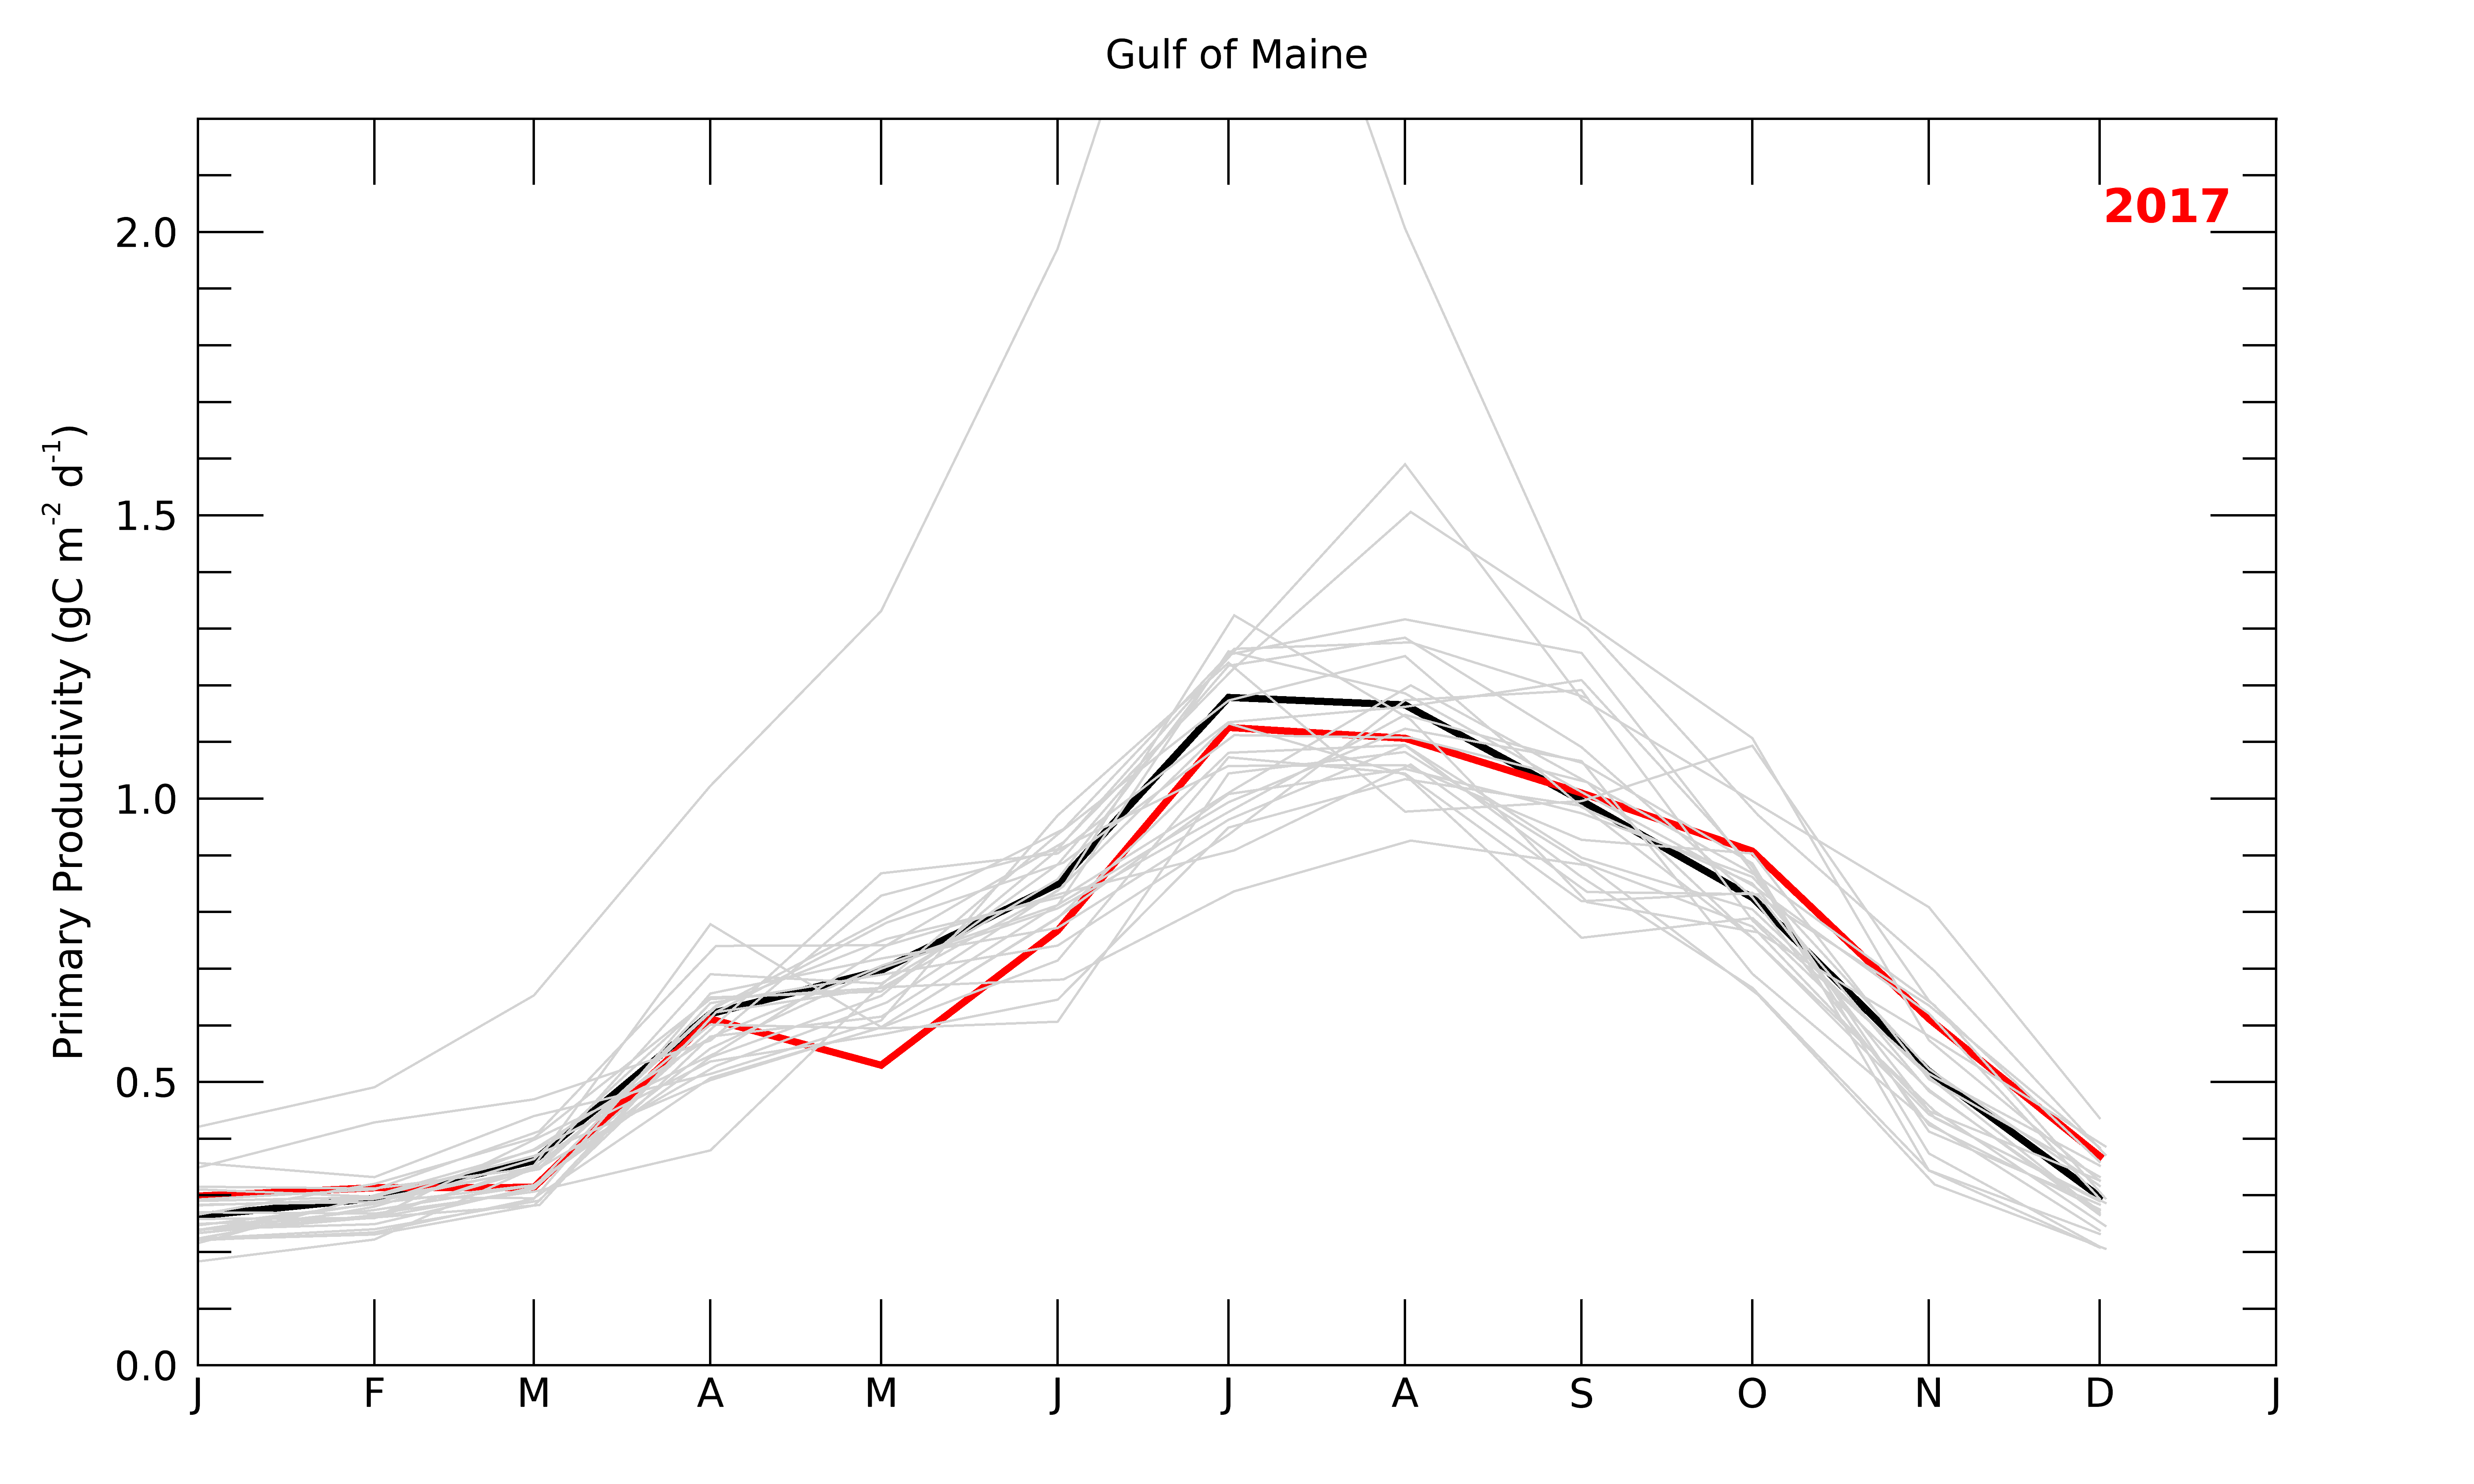 Gulf of Maine
2017
Primary Productivity (gC m-2 d-1)
2.0
1.5
1.0
0.5
0.0
J F M A M J J A S O N D J